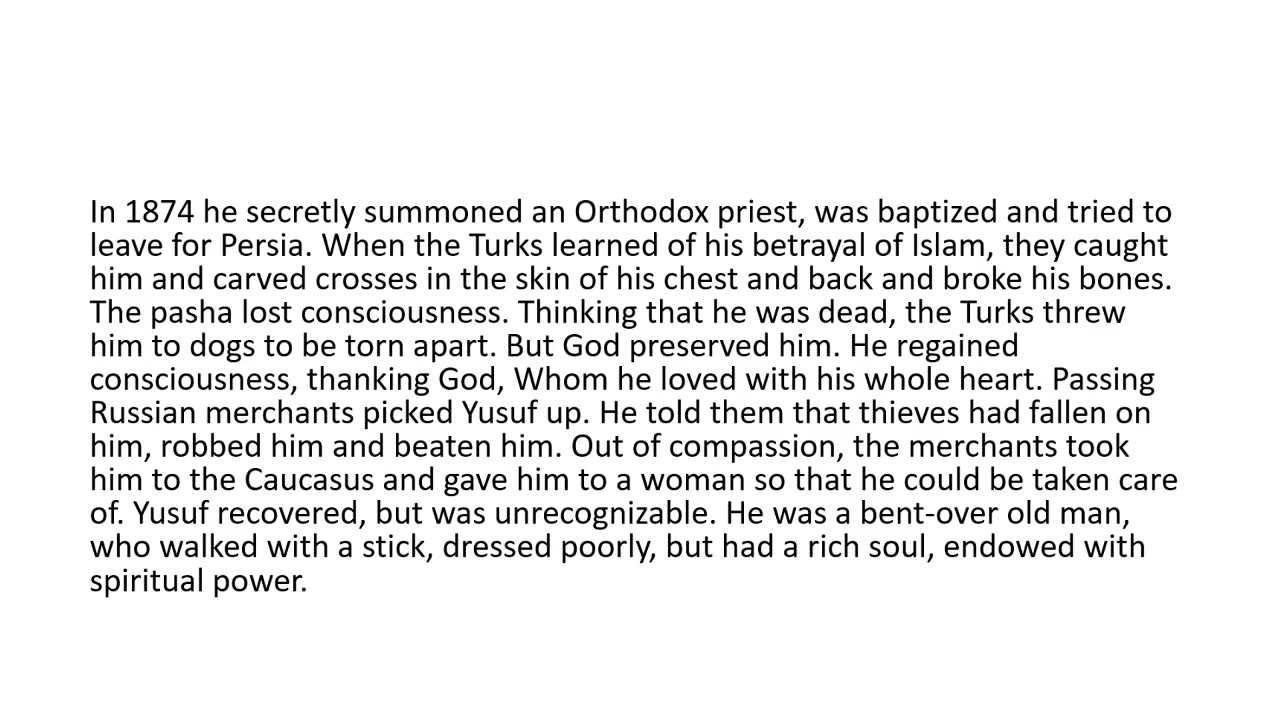 In 1874 he secretly summoned an Orthodox priest, was baptized and tried to
leave for Persia. When the Turks learned of his betrayal of Islam, they caught
him and carved crosses in the skin of his chest and back and broke his bones.
The pasha lost consciousness. Thinking that he was dead, the Turks threw
him to dogs to be torn apart. But God preserved him. He regained
consciousness, thanking God, Whom he loved with his whole heart. Passing
Russian merchants picked Yusuf up. He told them that thieves had fallen on
him, robbed him and beaten him. Out of compassion, the merchants took
him to the Caucasus and gave him to a woman so that he could be taken care
of. Yusuf recovered, but was unrecognizable. He was a bent-over old man,
who walked with a stick, dressed poorly, but had a rich soul, endowed with
spiritual power.